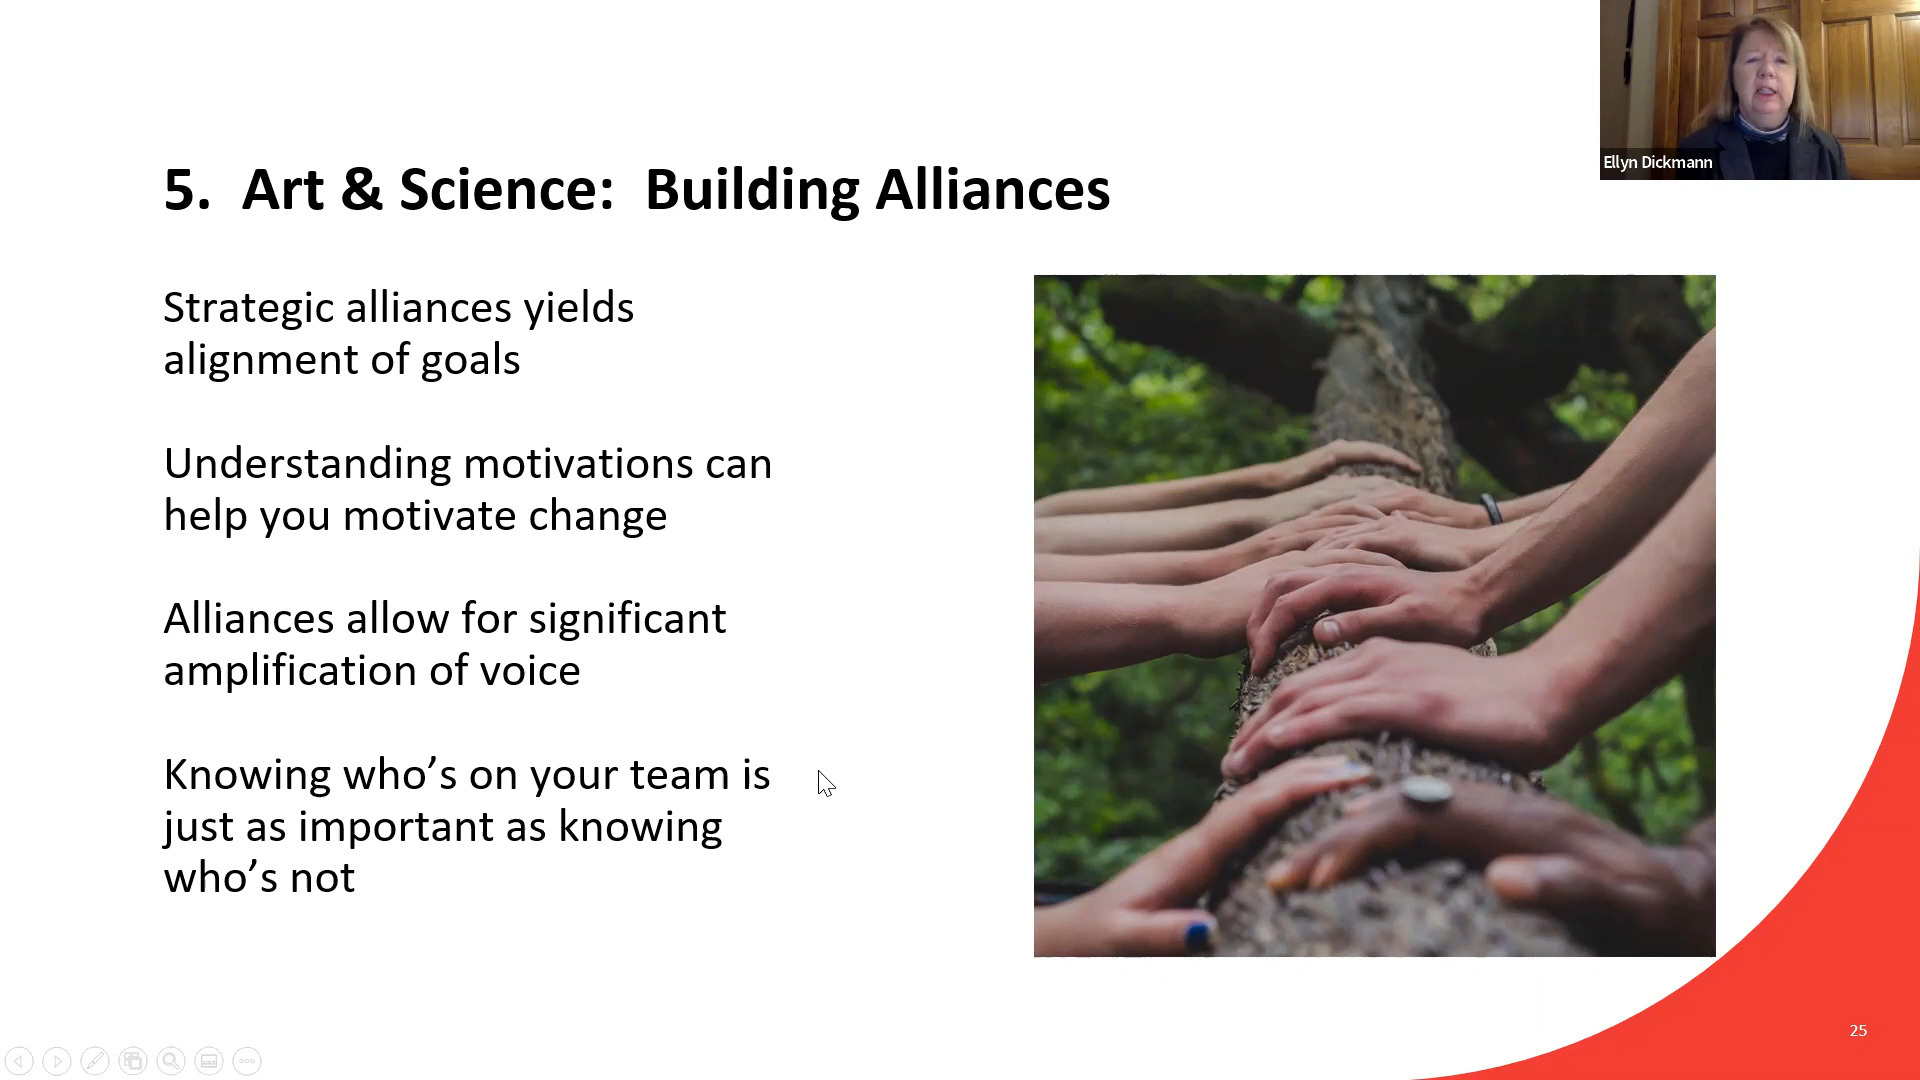 Ellyn Dickmann
5. Art & Science: Building Alliances
Strategic alliances yields
alignment of goals
Understanding motivations can
help you motivate change
Alliances allow for significant
amplification of voice
Knowing who’s on your team is
just as important as knowing
who’s not
25